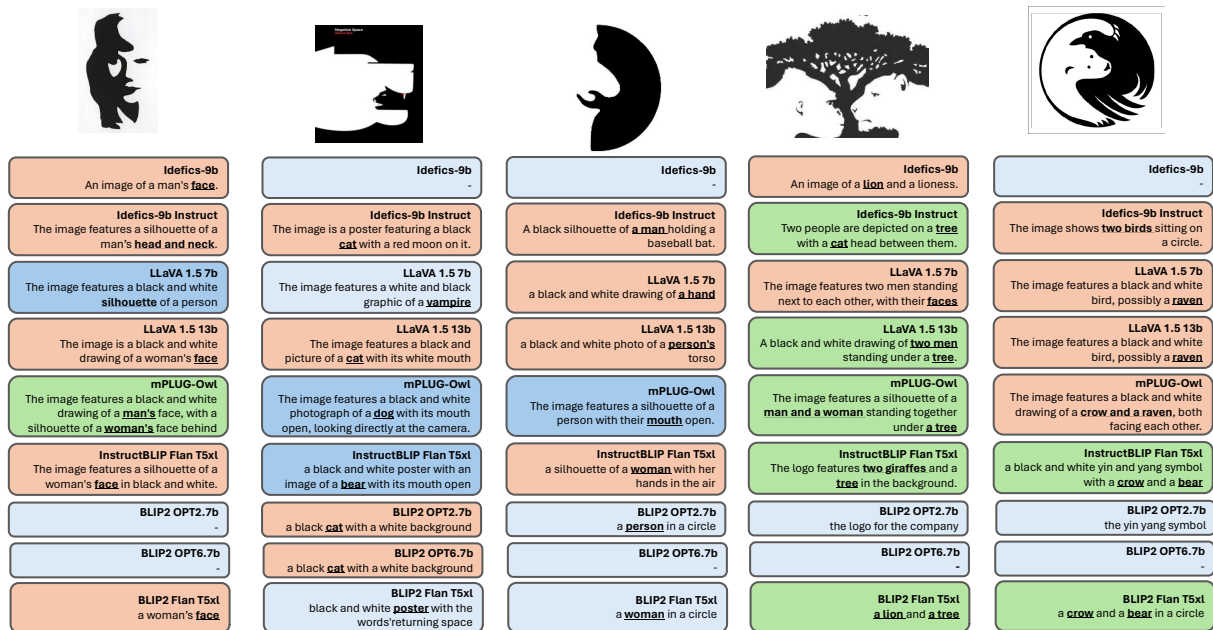 Negative Space
Idefics-9b
An image of a man's face.
Idefics-9b Instruct
The image features a silhouette of a
man's head and neck.
LLaVA 1.5 7b
The image features a black and white
silhouette of a person
LLaVA 1.5 13b
The image is a black and white
drawing of a woman's face
mPLUG-Owl
The image features a black and white
drawing of a man's face, with a
silhouette of a woman's face behind
InstructBLIP Flan T5xl
The image features a silhouette of a
woman's face in black and white.
BLIP2 OPT2.7b
-
BLIP2 OPT6.7b
-
BLIP2 Flan T5xl
a woman's face
Idefics-9b
-
Idefics-9b Instruct
The image is a poster featuring a black
cat with a red moon on it.
LLaVA 1.5 7b
The image features a white and black
graphic of a vampire
LLaVA 1.5 13b
The image features a black and
picture of a cat with its white mouth
mPLUG-Owl
The image features a black and white
photograph of a dog with its mouth
open, looking directly at the camera.
InstructBLIP Flan T5xl
a black and white poster with an
image of a bear with its mouth open
BLIP2 OPT2.7b
a black cat with a white background
BLIP2 OPT6.7b
a black cat with a white background
BLIP2 Flan T5xl
black and white poster with the
words'returning space
Idefics-9b
-
Idefics-9b Instruct
A black silhouette of a man holding a
baseball bat.
LLaVA 1.5 7b
a black and white drawing of a hand
LLaVA 1.5 13b
a black and white photo of a person's
torso
mPLUG-Owl
The image features a silhouette of a
person with their mouth open.
InstructBLIP Flan T5xl
a silhouette of a woman with her
hands in the air
BLIP2 OPT2.7b
a person in a circle
BLIP2 OPT6.7b
-
BLIP2 Flan T5xl
a woman in a circle
Idefics-9b
An image of a lion and a lioness.
Idefics-9b Instruct
Two people are depicted on a tree
with a cat head between them.
LLaVA 1.5 7b
The image features two men standing
next to each other, with their faces
LLaVA 1.5 13b
A black and white drawing of two men
standing under a tree.
mPLUG-Owl
The image features a silhouette of a
man and a woman standing together
under a tree
InstructBLIP Flan T5xl
The logo features two giraffes and a
tree in the background.
BLIP2 OPT2.7b
the logo for the company
BLIP2 OPT6.7b
-
BLIP2 Flan T5xl
a lion and a tree
Idefics-9b
-
Idefics-9b Instruct
The image shows two birds sitting on
a circle.
LLaVA 1.5 7b
The image features a black and white
bird, possibly a raven
LLaVA 1.5 13b
The image features a black and white
bird, possibly a raven
mPLUG-Owl
The image features a black and white
drawing of a crow and a raven, both
facing each other.
InstructBLIP Flan T5xl
a black and white yin and yang symbol
with a crow and a bear
BLIP2 OPT2.7b
the yin yang symbol
BLIP2 OPT6.7b
-
BLIP2 Flan T5xl
a crow and a bear in a circle